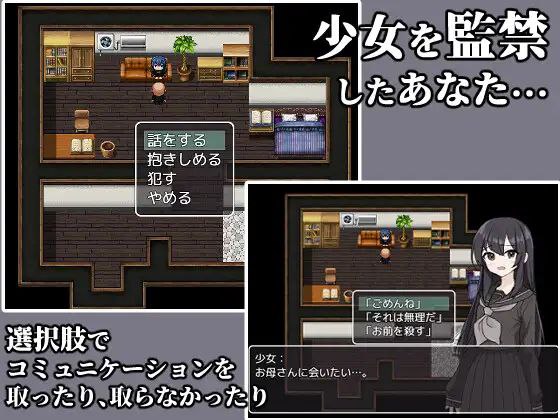 少女を監禁
したあなた…
話をする
抱きしめる
犯す
やめる
「ごめんね」
「それは無理だ」
「お前を殺す」
少女：
お母さんに会いたい…。
選択肢で
コミュニケーションを
取ったり、取らなかったり